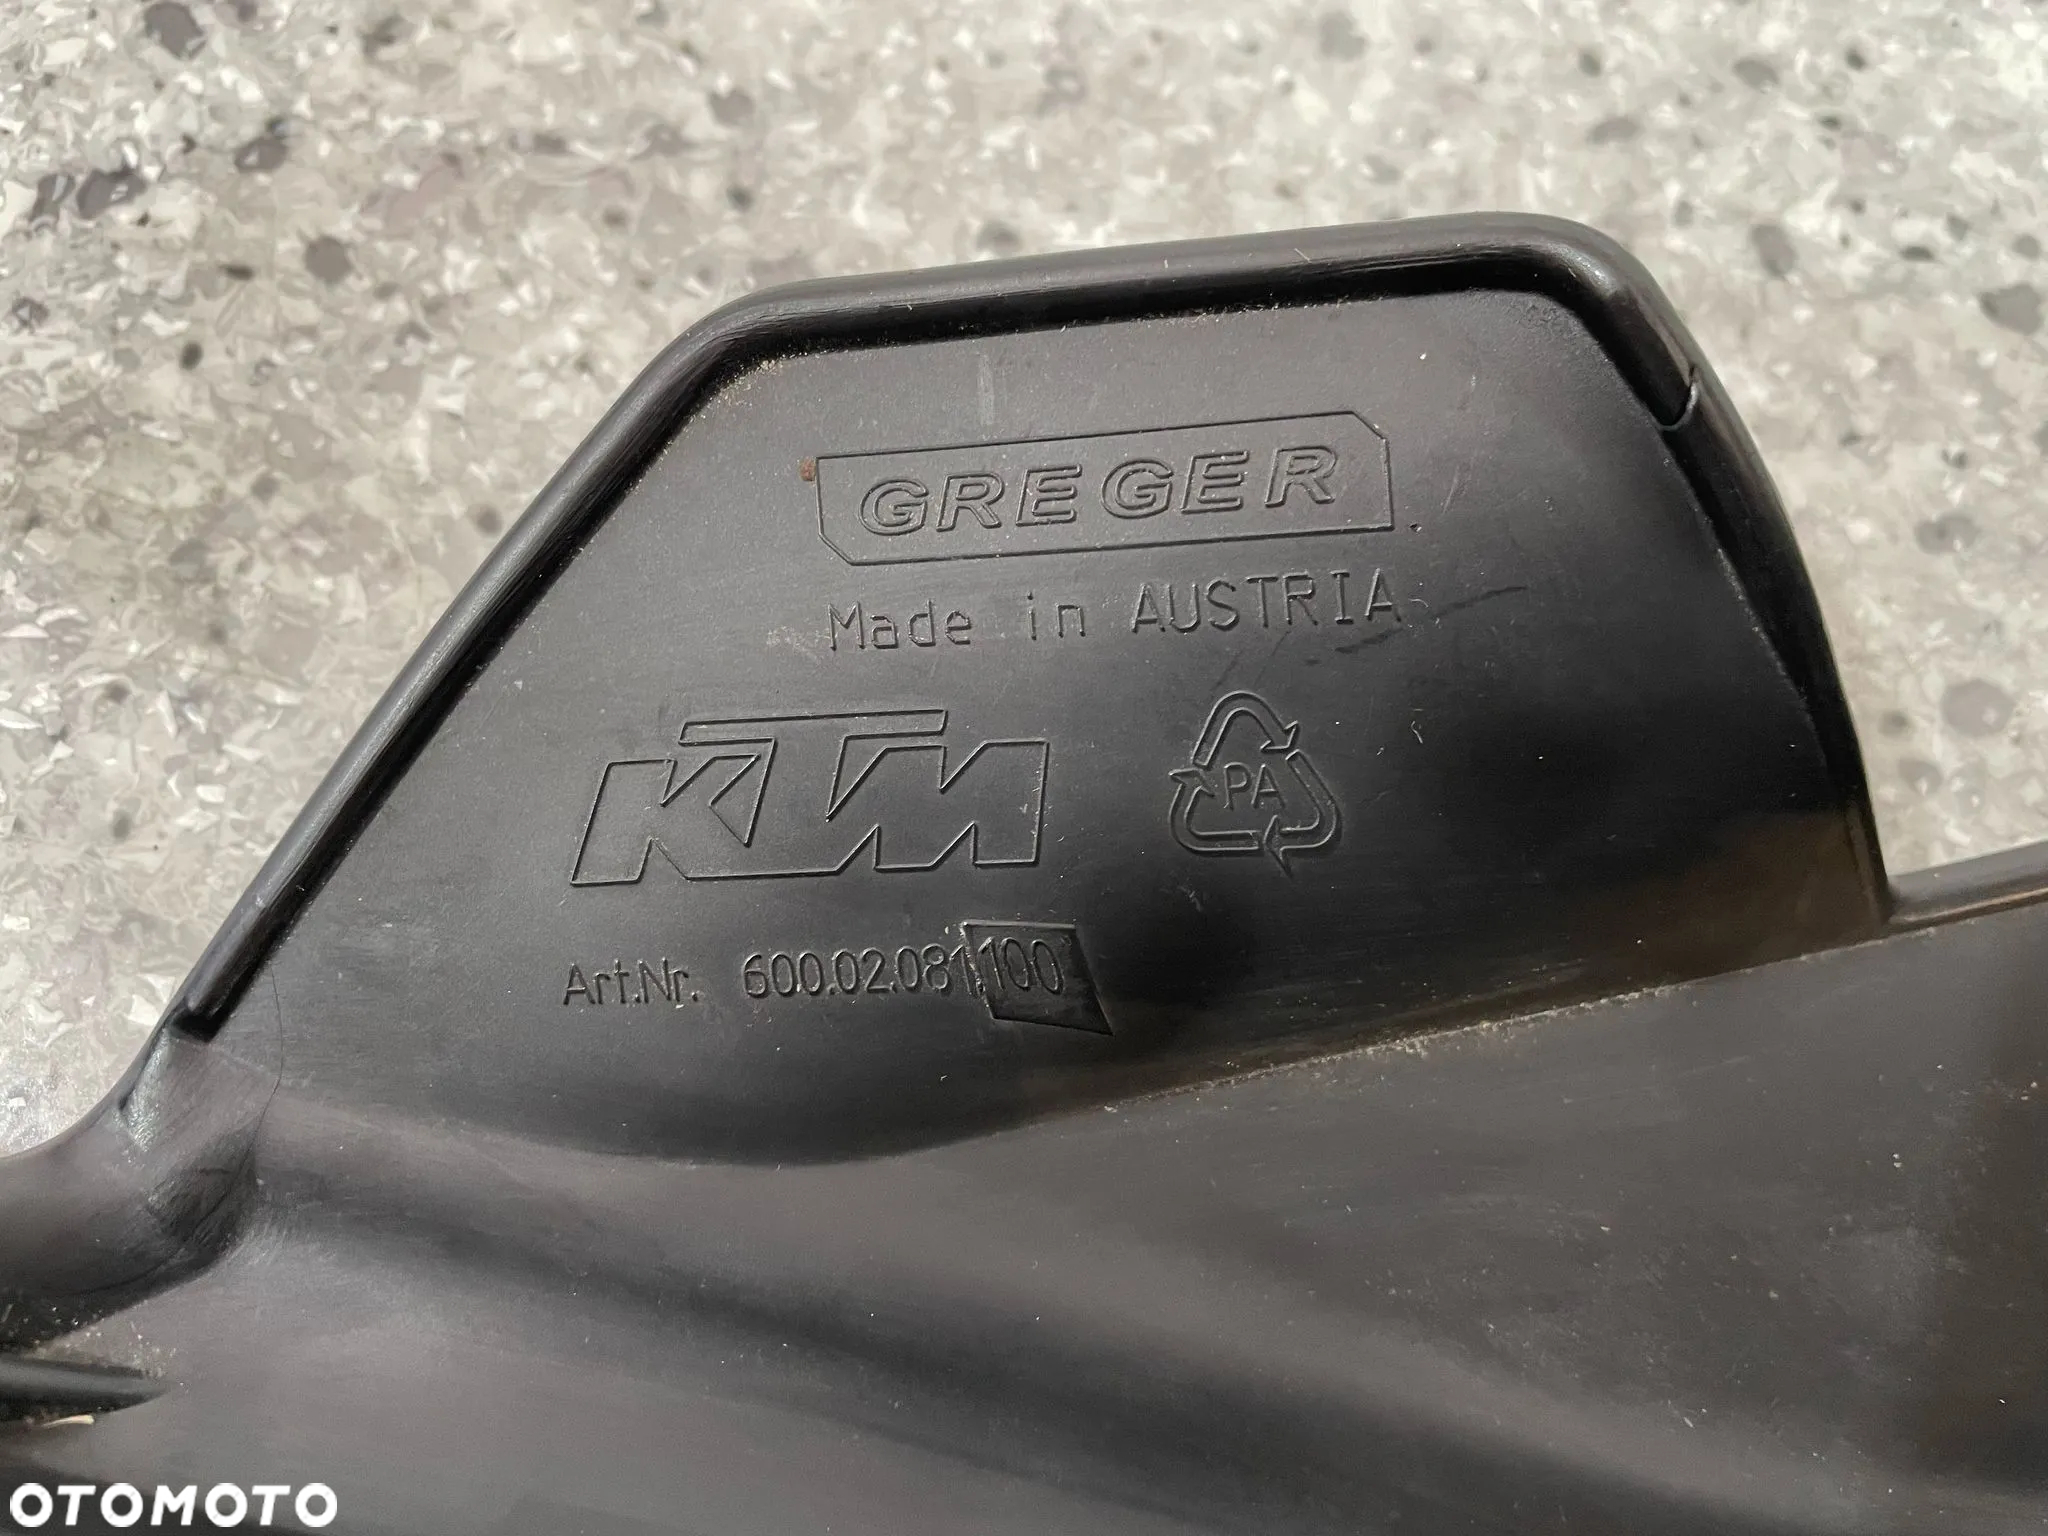 GREGER
Made in AUSTRIA
KTM
PA
Art.Nr. 600.02.081.100
OTOMOTO